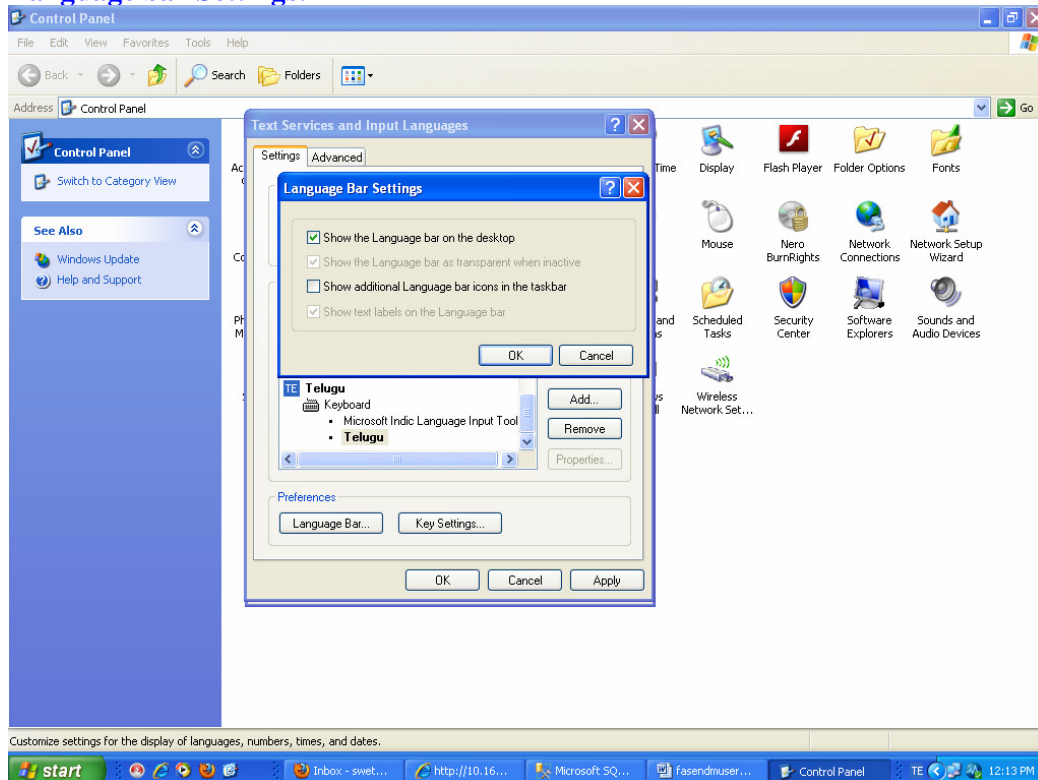 Language bar Settings:
Control Panel
File Edit View Favorites Tools Help
Back Search Folders
Address Control Panel Go
Control Panel
Switch to Category View
See Also
Windows Update
Help and Support
Text Services and Input Languages
Settings Advanced
Language Bar Settings
Show the Language bar on the desktop
Show the Language bar as transparent when inactive
Show additional Language bar icons in the taskbar
Show text labels on the Language bar
OK Cancel
TE Telugu
Keyboard
Microsoft Indic Language Input Tool
Telugu
Add...
Remove
Properties...
Preferences
Language Bar... Key Settings...
OK Cancel Apply
Time
Display
Flash Player
Folder Options
Fonts
Mouse
Nero
BurnRights
Network
Connections
Network Setup
Wizard
and
Scheduled
Tasks
Security
Center
Software
Explorers
Sounds and
Audio Devices
Wireless
Network Set...
Customize settings for the display of languages, numbers, times, and dates.
start Inbox - swet... http://10.16... Microsoft SQ... fasendmuser... Control Panel TE 12:13 PM